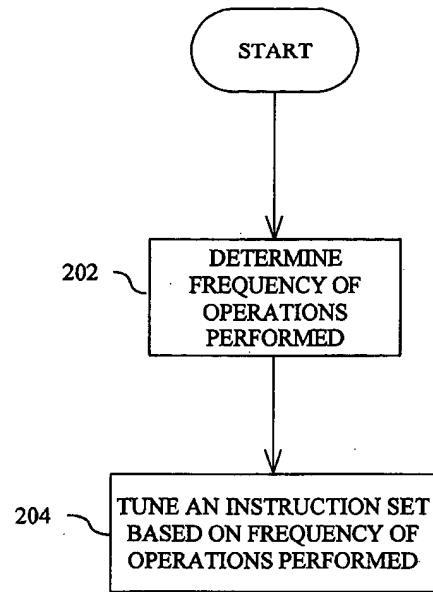 START
202
DETERMINE
FREQUENCY OF
OPERATIONS
PERFORMED
204
TUNE AN INSTRUCTION SET
BASED ON FREQUENCY OF
OPERATIONS PERFORMED